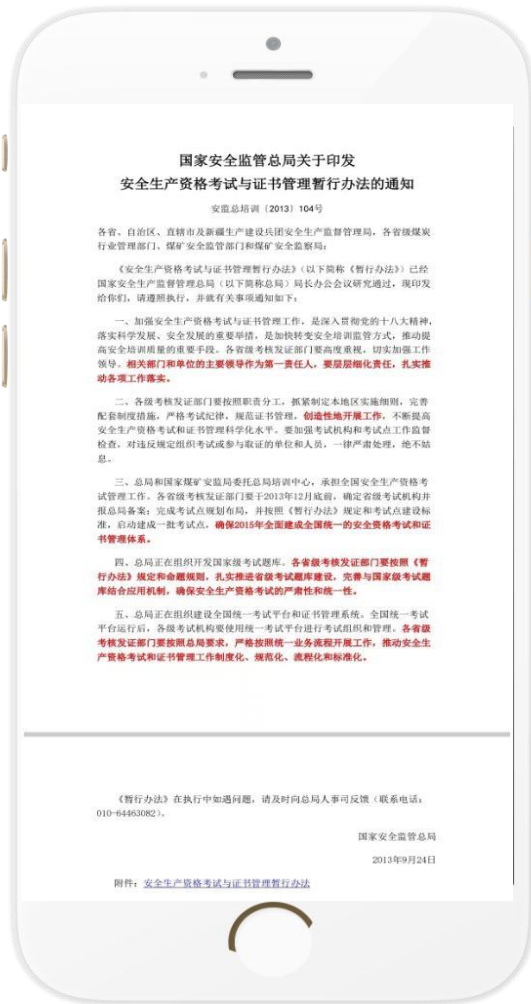 国家安全监管总局关于印发
安全生产资格考试与证书管理暂行办法的通知
安监总培训〔2013〕104号
各省、自治区、直辖市及新疆生产建设兵团安全生产监督管理局，各省级煤炭
行业管理部门、煤矿安全监管部门和煤矿安全监察局：
《安全生产资格考试与证书管理暂行办法》（以下简称《暂行办法》）已经
国家安全生产监督管理总局（以下简称总局）局长办公会议研究通过，现印发
给你们，请遵照执行，并就有关事项通知如下：
一、加强安全生产资格考试与证书管理工作，是深入贯彻党的十八大精神，
落实科学发展、安全发展的重要举措，是加快转变安全培训监管方式，推动提
高安全培训质量的重要手段。各省级考核发证部门要高度重视，切实加强工作
领导。相关部门和单位的主要领导作为第一责任人，要层层细化责任，扎实推
动各项工作落实。
二、各级考核发证部门要按照职责分工，抓紧制定本地区实施细则，完善
配套制度措施，严格考试纪律，规范证书管理，创造性地开展工作，不断提高
安全生产资格考试和证书管理科学化水平。要加强考试机构和考试点工作监督
检查，对违反规定组织考试或参与取证的单位和人员，一律严肃处理，绝不姑
息。
三、总局和国家煤矿安监局委托总局培训中心，承担全国安全生产资格考
试管理工作。各省级考核发证部门要于2013年12月底前，确定省级考试机构并
报总局备案；完成考试点规划布局，并按照《暂行办法》规定和考试点建设标
准，启动建成一批考试点，确保2015年全面建成全国统一的安全资格考试和证
书管理体系。
四、总局正在组织开发国家级考试题库。各省级考核发证部门要按照《暂
行办法》规定和命题规则，扎实推进省级考试题库建设，完善与国家级考试题
库结合应用机制，确保安全生产资格考试的严肃性和统一性。
五、总局正在组织建设全国统一考试平台和证书管理系统。全国统一考试
平台运行后，各级考试机构要使用统一考试平台进行考试组织和管理。各省级
考核发证部门要按照总局要求，严格按照统一业务流程开展工作，推动安全生
产资格考试和证书管理工作制度化、规范化、流程化和标准化。
《暂行办法》在执行中如遇问题，请及时向总局人事司反馈（联系电话：
010-64463082）。
国家安全监管总局
2013年9月24日
附件：安全生产资格考试与证书管理暂行办法